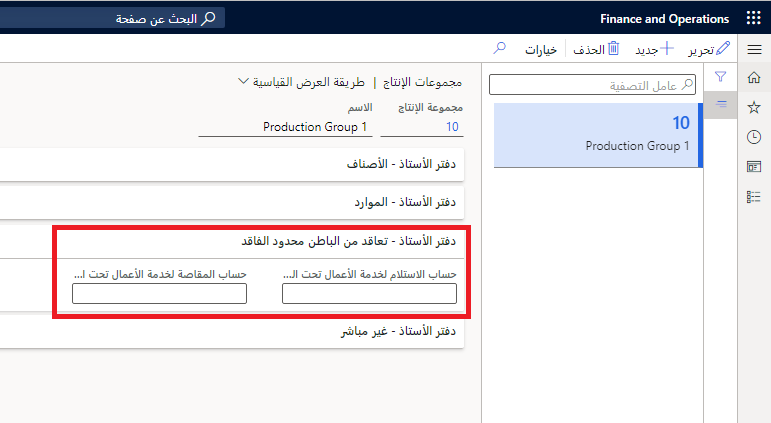 Finance and Operations
البحث عن صفحة
تحرير
جديد
الحذف
خيارات
عامل التصفية
10
Production Group 1
مجموعات الإنتاج | طريقة العرض القياسية
مجموعة الإنتاج
الاسم
10
Production Group 1
دفتر الأستاذ - الأصناف
دفتر الأستاذ - الموارد
دفتر الأستاذ - تعاقد من الباطن محدود الفاقد
حساب الاستلام لخدمة الأعمال تحت الـ...
حساب المقاصة لخدمة الأعمال تحت ا...
دفتر الأستاذ - غير مباشر